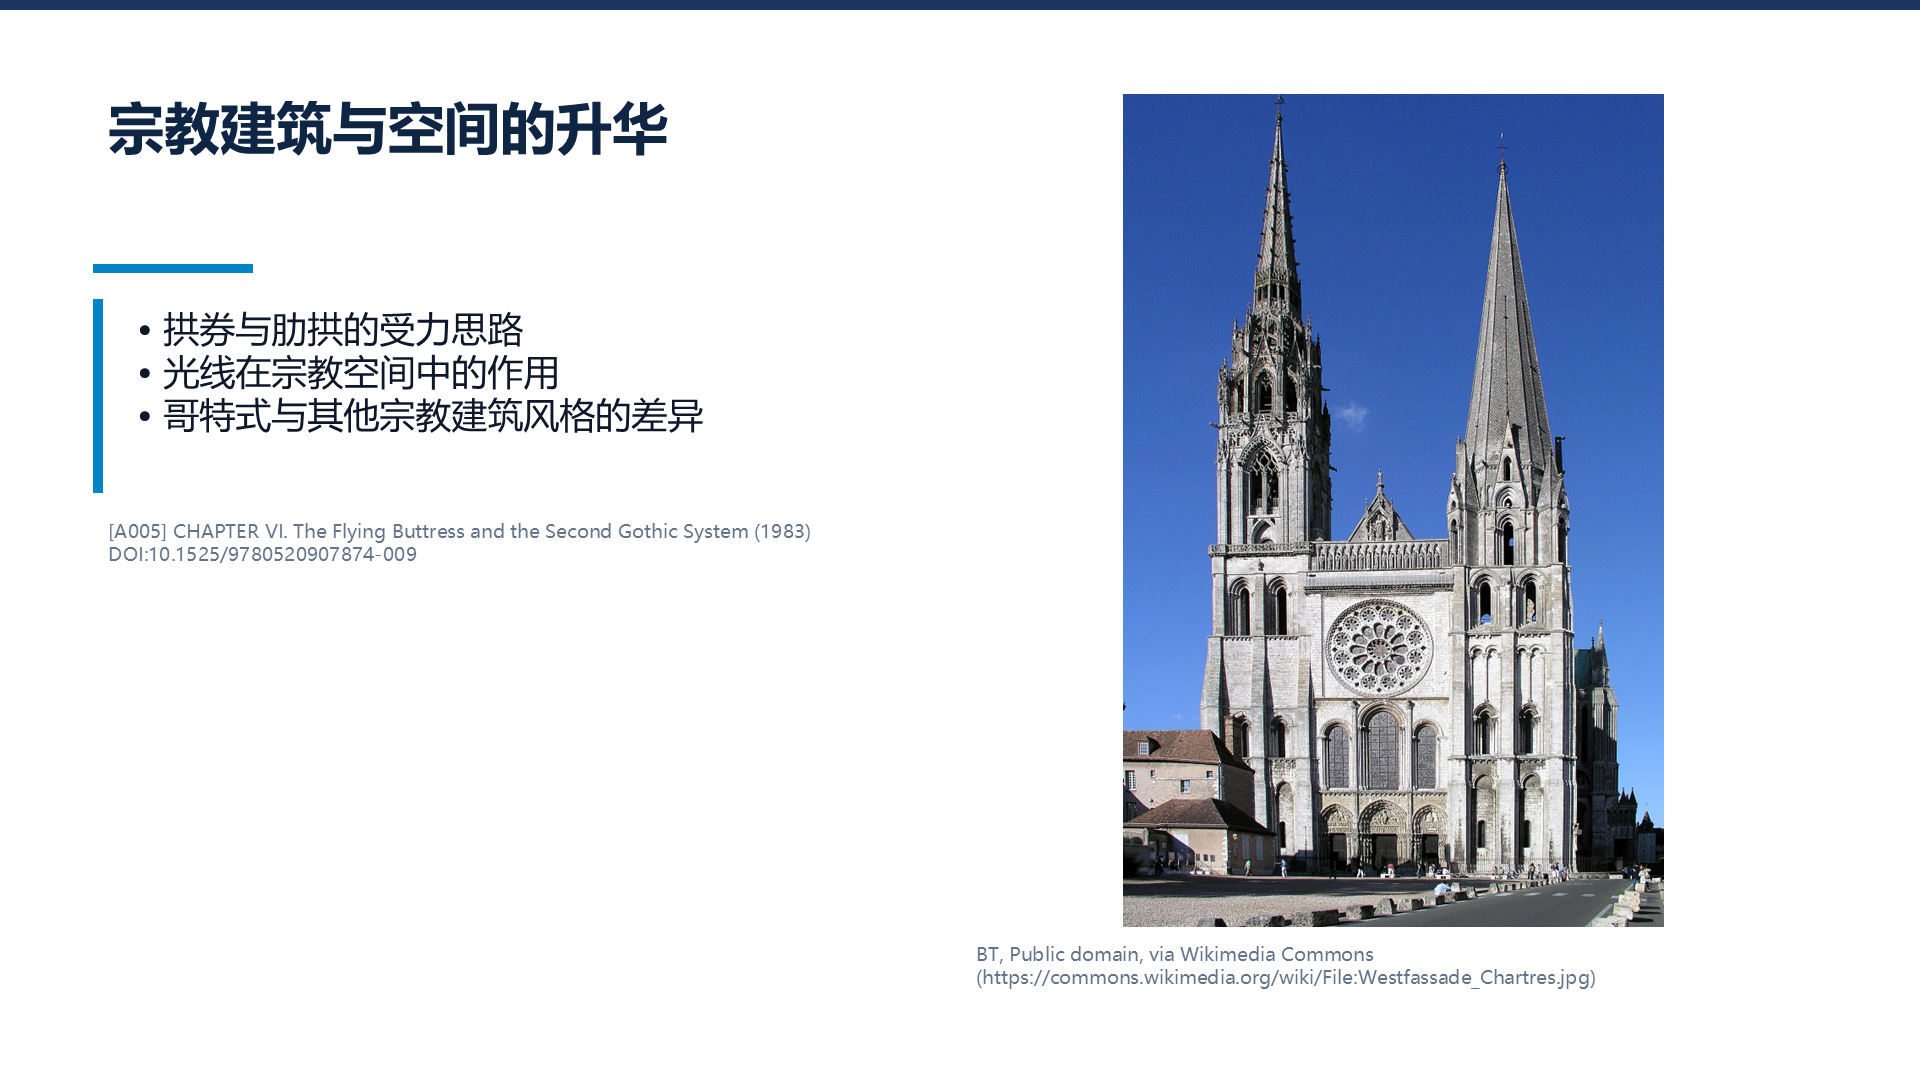 宗教建筑与空间的升华
• 拱券与肋拱的受力思路
• 光线在宗教空间中的作用
• 哥特式与其他宗教建筑风格的差异
[A005] CHAPTER VI. The Flying Buttress and the Second Gothic System (1983)
DOI:10.1525/9780520907874-009
BT, Public domain, via Wikimedia Commons
(https://commons.wikimedia.org/wiki/File:Westfassade_Chartres.jpg)